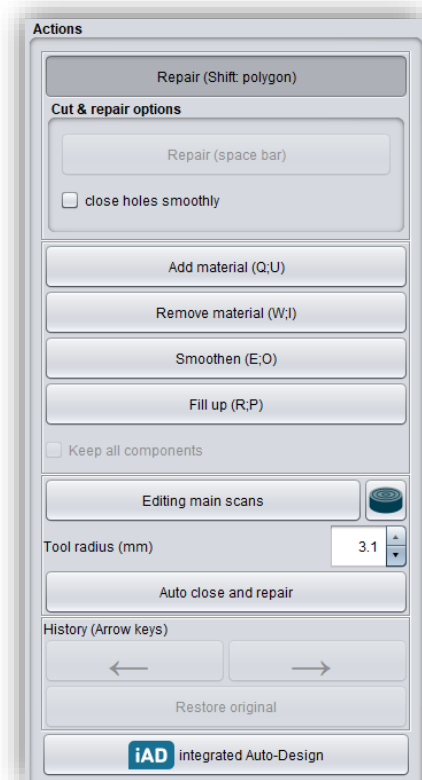 Actions
Repair (Shift: polygon)
Cut & repair options
Repair (space bar)
close holes smoothly
Add material (Q;U)
Remove material (W;I)
Smoothen (E;O)
Fill up (R;P)
Keep all components
Editing main scans
Tool radius (mm) 3.1
Auto close and repair
History (Arrow keys)
Restore original
iAD integrated Auto-Design